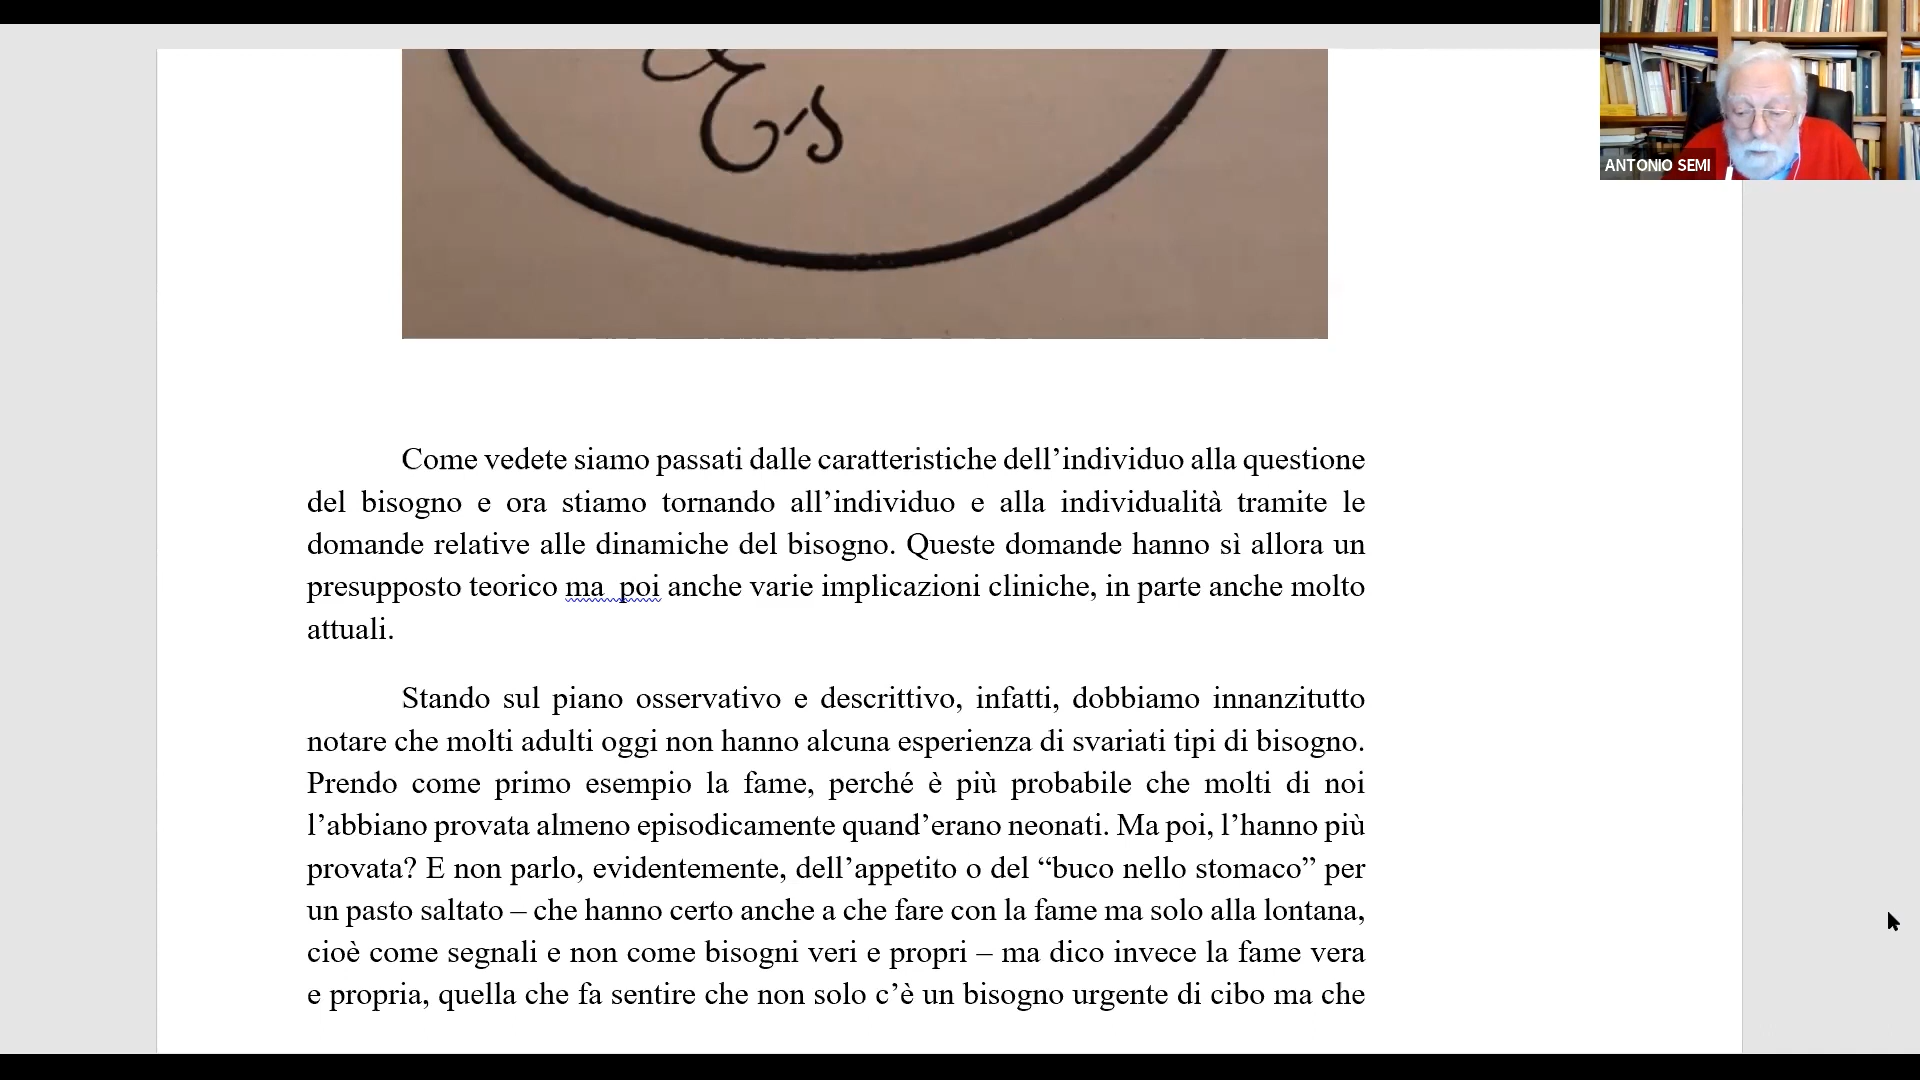 Es
ANTONIO SEMI
Come vedete siamo passati dalle caratteristiche dell’individuo alla questione
del bisogno e ora stiamo tornando all’individuo e alla individualità tramite le
domande relative alle dinamiche del bisogno. Queste domande hanno sì allora un
presupposto teorico ma  poi anche varie implicazioni cliniche, in parte anche molto
attuali.
Stando sul piano osservativo e descrittivo, infatti, dobbiamo innanzitutto
notare che molti adulti oggi non hanno alcuna esperienza di svariati tipi di bisogno.
Prendo come primo esempio la fame, perché è più probabile che molti di noi
l’abbiano provata almeno episodicamente quand’erano neonati. Ma poi, l’hanno più
provata? E non parlo, evidentemente, dell’appetito o del “buco nello stomaco” per
un pasto saltato – che hanno certo anche a che fare con la fame ma solo alla lontana,
cioè come segnali e non come bisogni veri e propri – ma dico invece la fame vera
e propria, quella che fa sentire che non solo c’è un bisogno urgente di cibo ma che